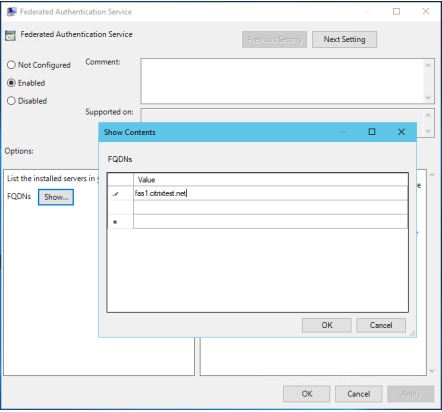 Federated Authentication Service
Federated Authentication Service
Previous Setting
Next Setting
Not Configured
Comment:
Enabled
Disabled
Supported on:
Show Contents
Options:
FQDNs
List the installed servers in
Value
FQDNs
Show...
fas1.citrixtest.net
OK
Cancel
OK
Cancel
Apply